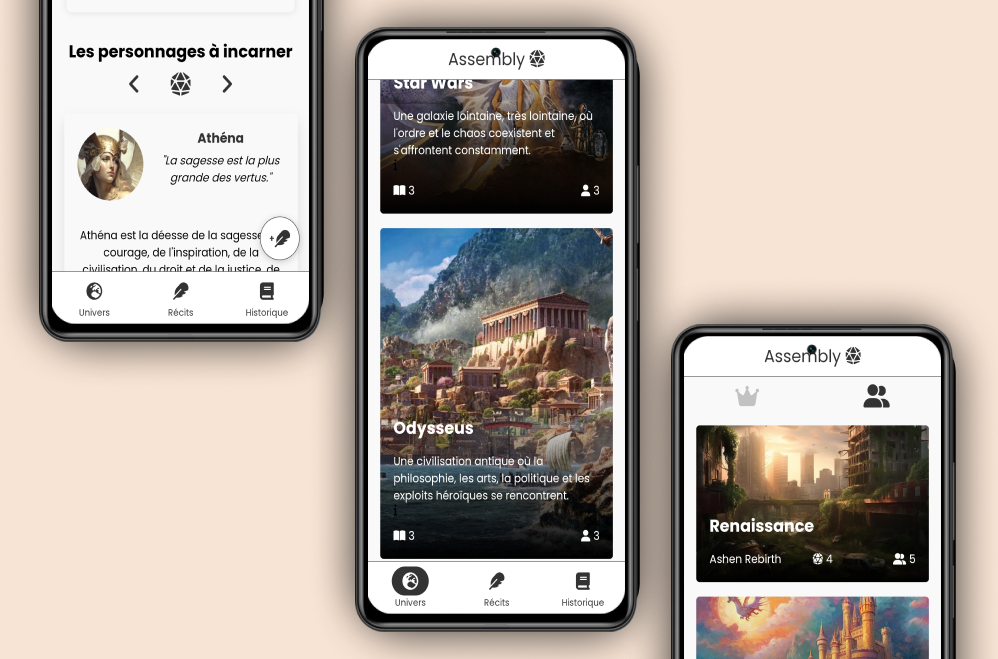 Les personnages à incarner
Athéna
"La sagesse est la plus
grande des vertus."
Athéna est la déesse de la sagesse
courage, de l'inspiration, de la
civilisation, du droit et de la justice, de
Univers
Récits
Historique
Assembly
Star Wars
Une galaxie lointaine, très lointaine, où
l'ordre et le chaos coexistent et
s'affrontent constamment.
3
3
Odysseus
Une civilisation antique où la
philosophie, les arts, la politique et les
exploits héroïques se rencontrent.
3
3
Univers
Récits
Historique
Assembly
Renaissance
Ashen Rebirth
4
5